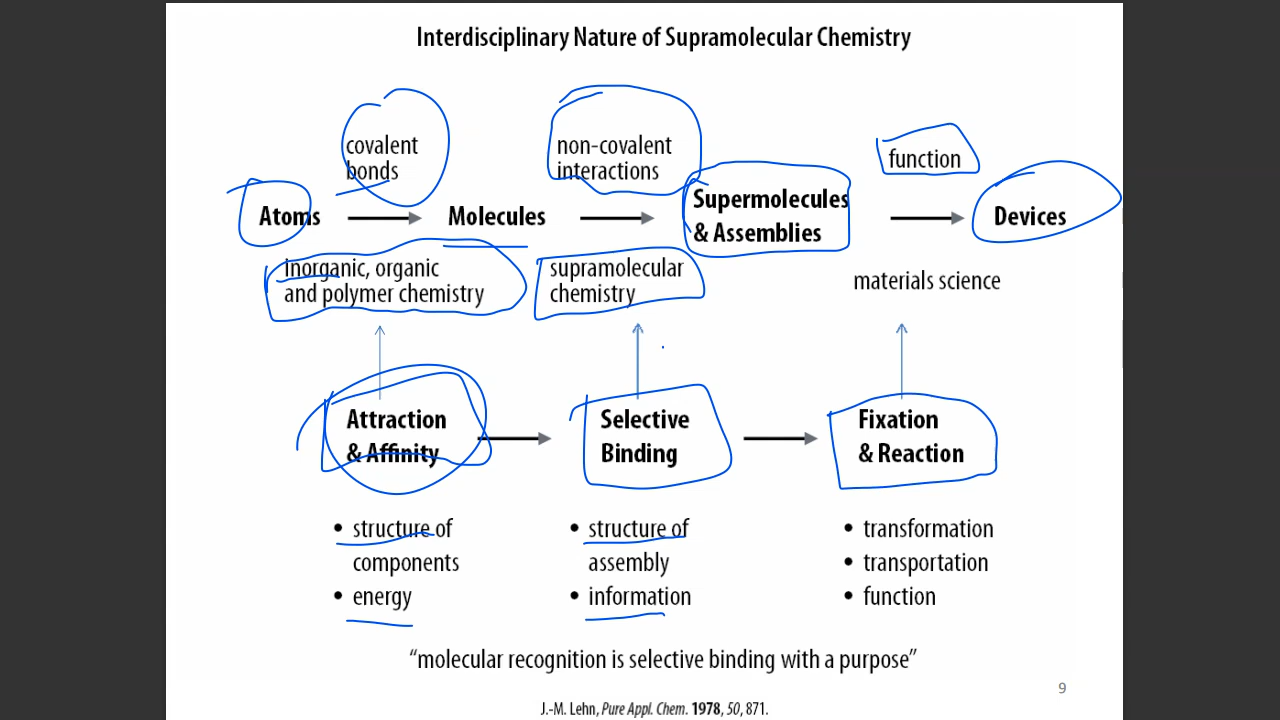 Interdisciplinary Nature of Supramolecular Chemistry
covalent
bonds
non-covalent
interactions
function
Atoms
Molecules
Supermolecules
& Assemblies
Devices
inorganic, organic
and polymer chemistry
supramolecular
chemistry
materials science
Attraction
& Affinity
Selective
Binding
Fixation
& Reaction
• structure of
components
• energy
• structure of
assembly
• information
• transformation
• transportation
• function
“molecular recognition is selective binding with a purpose”
9
J.-M. Lehn, Pure Appl. Chem. 1978, 50, 871.